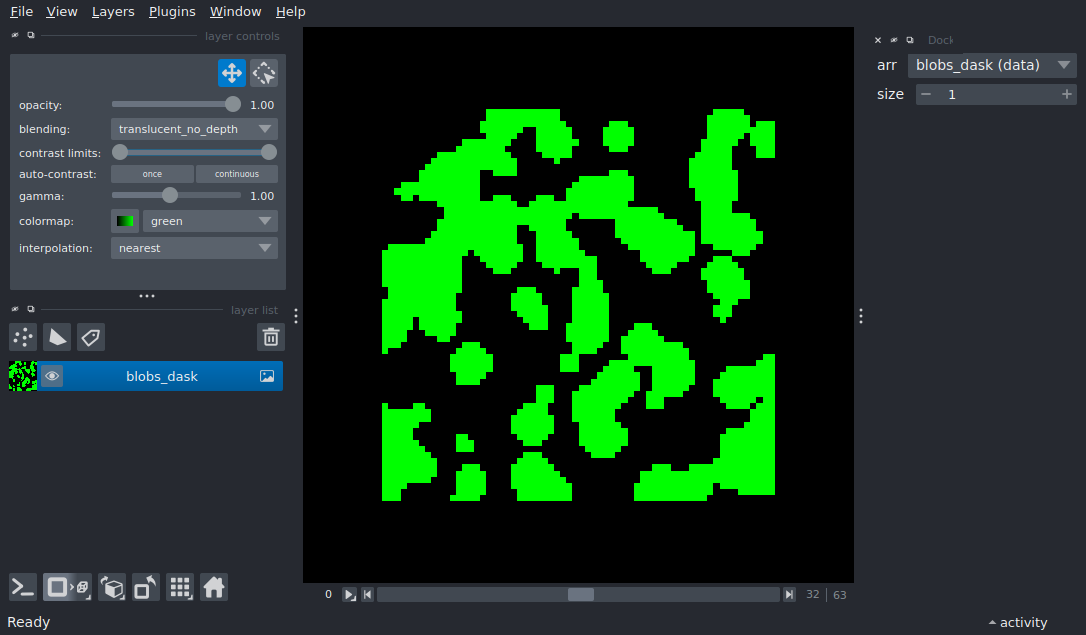 File View Layers Plugins Window Help
layer controls
opacity: 1.00
blending: translucent_no_depth
contrast limits:
auto-contrast: once continuous
gamma: 1.00
colormap: green
interpolation: nearest
layer list
blobs_dask
Dock
arr blobs_dask (data)
size 1
0 32 63
Ready
activity